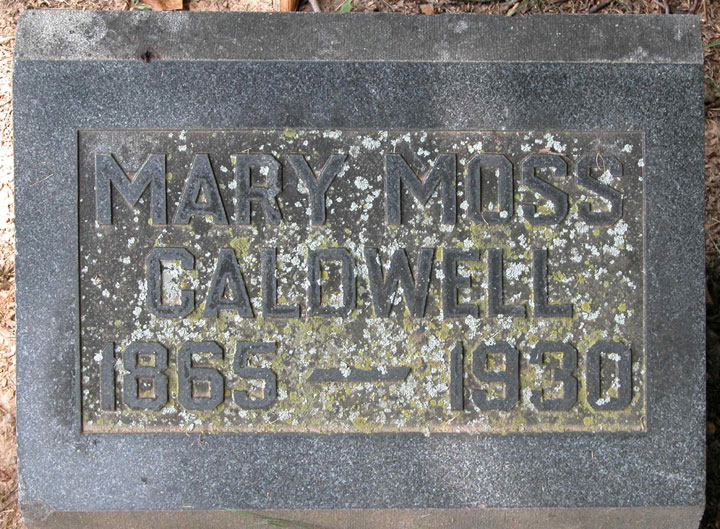 MARY MOSS
CALDWELL
1865 — 1930